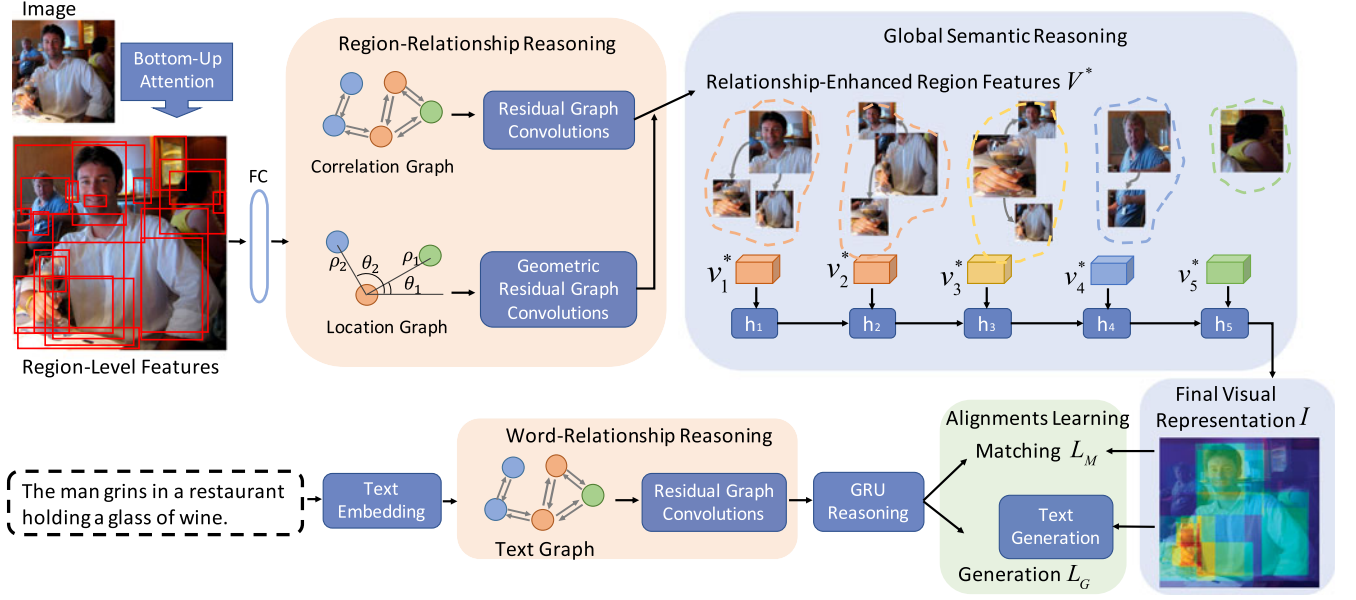 Image
Bottom-Up
Attention
Region-Level Features
FC
Region-Relationship Reasoning
Correlation Graph
Residual Graph
Convolutions
ρ₂
θ₂
ρ₁
θ₁
Location Graph
Geometric
Residual Graph
Convolutions
Global Semantic Reasoning
Relationship-Enhanced Region Features V*
v₁*
v₂*
v₃*
v₄*
v₅*
h₁
h₂
h₃
h₄
h₅
Final Visual
Representation I
The man grins in a restaurant
holding a glass of wine.
Text
Embedding
Word-Relationship Reasoning
Text Graph
Residual Graph
Convolutions
GRU
Reasoning
Alignments Learning
Matching L_M
Text
Generation
Generation L_G